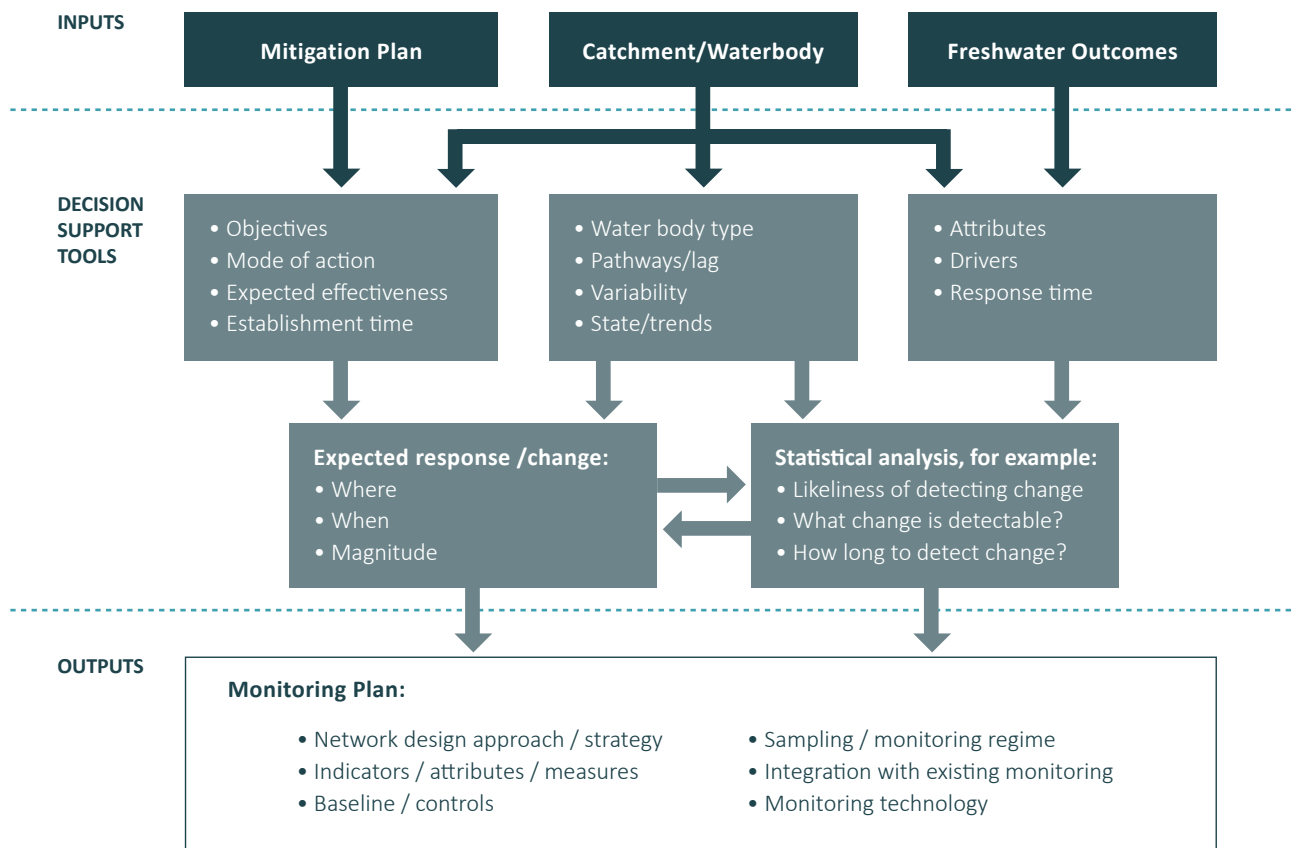 INPUTS
Mitigation Plan
Catchment/Waterbody
Freshwater Outcomes
DECISION
SUPPORT
TOOLS
• Objectives
• Mode of action
• Expected effectiveness
• Establishment time
• Water body type
• Pathways/lag
• Variability
• State/trends
• Attributes
• Drivers
• Response time
Expected response /change:
• Where
• When
• Magnitude
Statistical analysis, for example:
• Likeliness of detecting change
• What change is detectable?
• How long to detect change?
OUTPUTS
Monitoring Plan:
• Network design approach / strategy
• Indicators / attributes / measures
• Baseline / controls
• Sampling / monitoring regime
• Integration with existing monitoring
• Monitoring technology